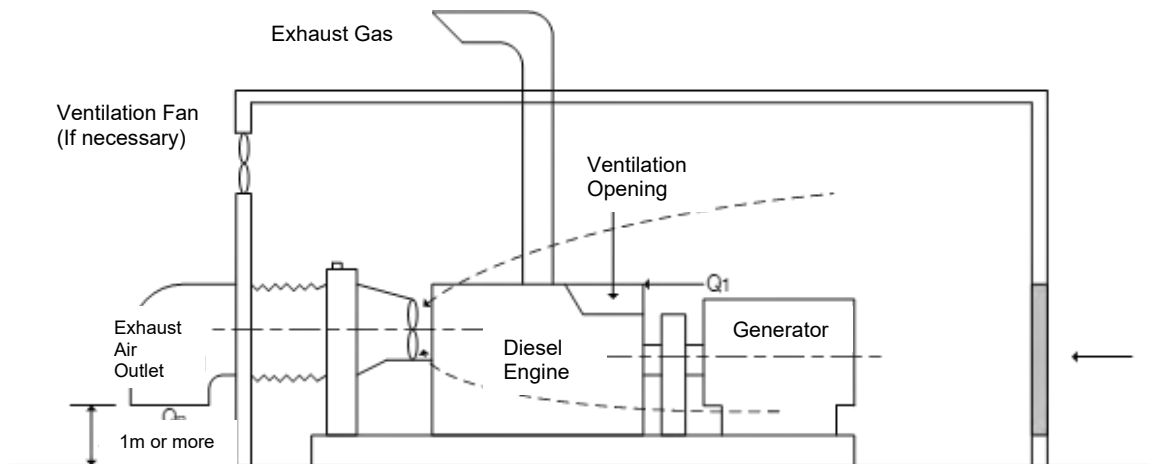 Exhaust Gas
Ventilation Fan
(If necessary)
Ventilation
Opening
Q1
Generator
Exhaust
Air
Outlet
Diesel
Engine
1m or more